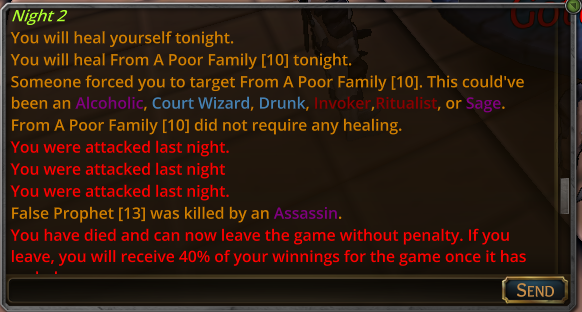 Night 2
You will heal yourself tonight.
You will heal From A Poor Family [10] tonight.
Someone forced you to target From A Poor Family [10]. This could've
been an Alcoholic, Court Wizard, Drunk, Invoker,Ritualist, or Sage.
From A Poor Family [10] did not require any healing.
You were attacked last night.
You were attacked last night
You were attacked last night.
False Prophet [13] was killed by an Assassin.
You have died and can now leave the game without penalty. If you
leave, you will receive 40% of your winnings for the game once it has
SEND